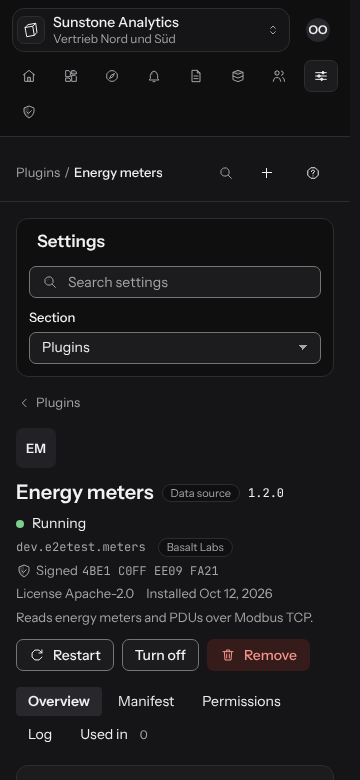 Sunstone Analytics
Vertrieb Nord und Süd
OO
Plugins / Energy meters
Settings
Search settings
Section
Plugins
Plugins
EM
Energy meters Data source 1.2.0
Running
dev.e2etest.meters Basalt Labs
Signed 4BE1 C0FF EE09 FA21
License Apache-2.0 Installed Oct 12, 2026
Reads energy meters and PDUs over Modbus TCP.
Restart Turn off Remove
Overview Manifest Permissions
Log Used in 0